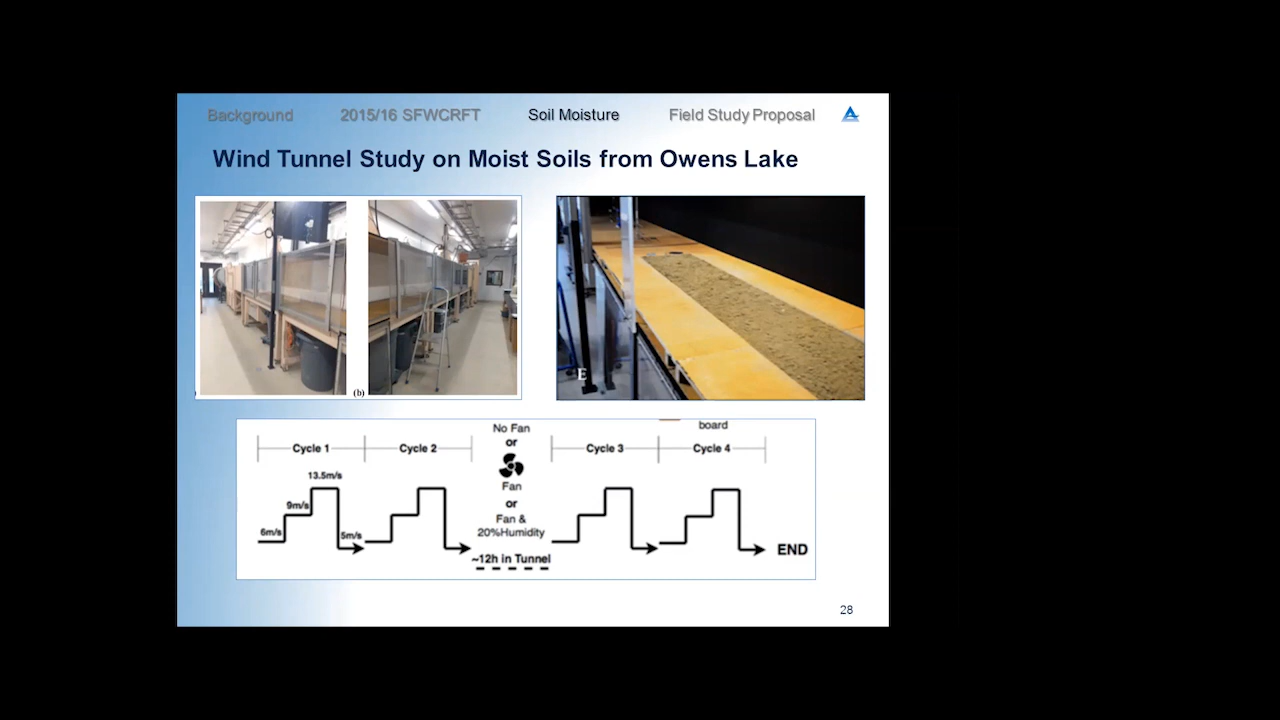 Background 2015/16 SFWCRFT Soil Moisture Field Study Proposal
Wind Tunnel Study on Moist Soils from Owens Lake
(b)
E
No Fan
or
Fan
or
Fan &
20%Humidity
~12h in Tunnel
board
Cycle 1 Cycle 2 Cycle 3 Cycle 4
13.5m/s
9m/s
6m/s
5m/s
END
28